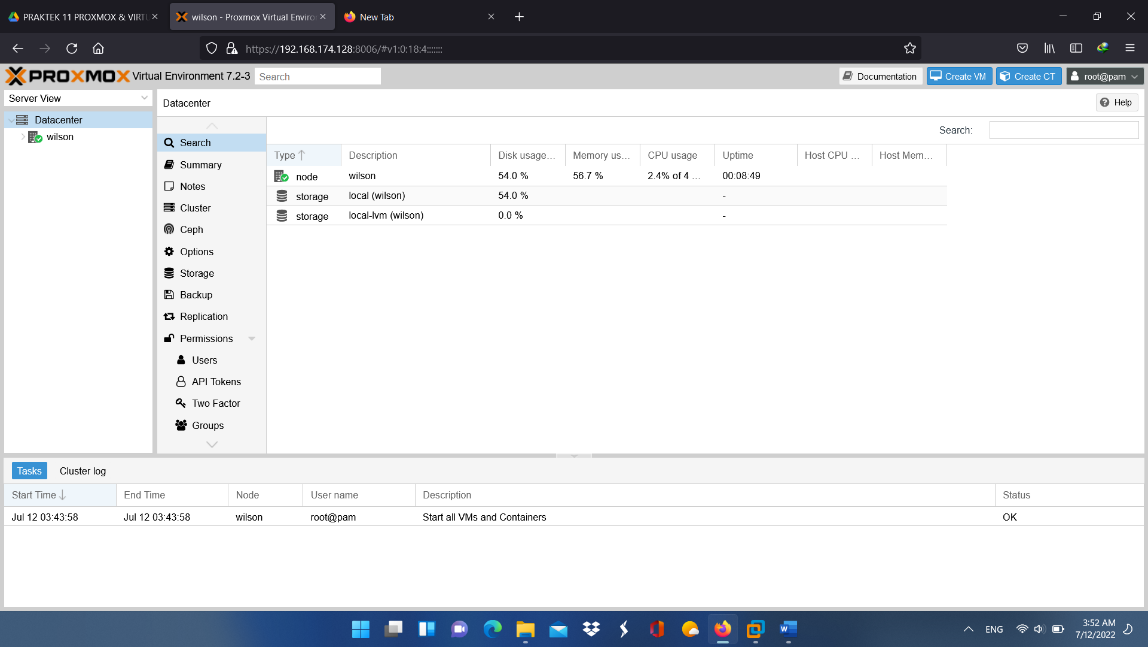 PRAKTEK 11 PROXMOX & VIRT
wilson - Proxmox Virtual Enviro
New Tab
https://192.168.174.128:8006/#v1:0:18:4:::::::
PROXMOX Virtual Environment 7.2-3
Search
Documentation
Create VM
Create CT
root@pam
Server View
Datacenter
Help
Datacenter
wilson
Search
Summary
Notes
Cluster
Ceph
Options
Storage
Backup
Replication
Permissions
Users
API Tokens
Two Factor
Groups
Search:
Type Description Disk usage... Memory us... CPU usage Uptime Host CPU ... Host Mem...
node wilson 54.0 % 56.7 % 2.4% of 4 ... 00:08:49
storage local (wilson) 54.0 % -
storage local-lvm (wilson) 0.0 % -
Tasks Cluster log
Start Time End Time Node User name Description Status
Jul 12 03:43:58 Jul 12 03:43:58 wilson root@pam Start all VMs and Containers OK
ENG
3:52 AM
7/12/2022